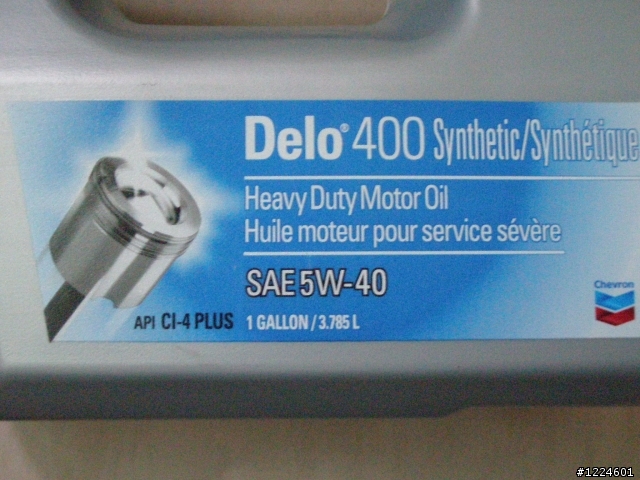 Delo® 400 Synthetic/Synthétique
Heavy Duty Motor Oil
Huile moteur pour service sévère
SAE 5W-40
Chevron
API CI-4 PLUS 1 GALLON / 3.785 L
#1224601